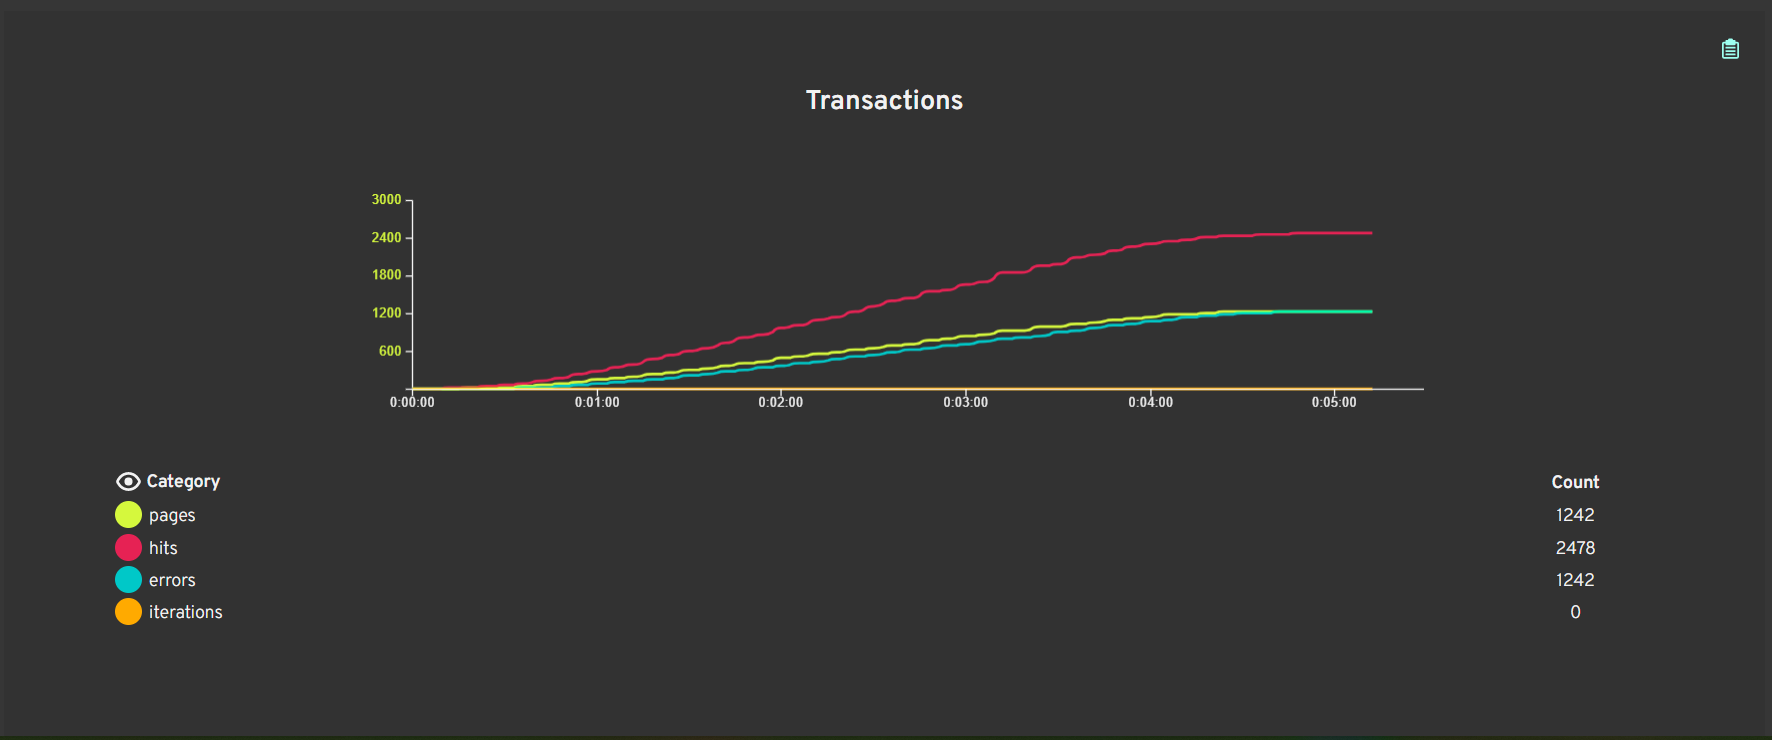 Transactions
3000
2400
1800
1200
600
0:00:00 0:01:00 0:02:00 0:03:00 0:04:00 0:05:00
Category Count
pages 1242
hits 2478
errors 1242
iterations 0